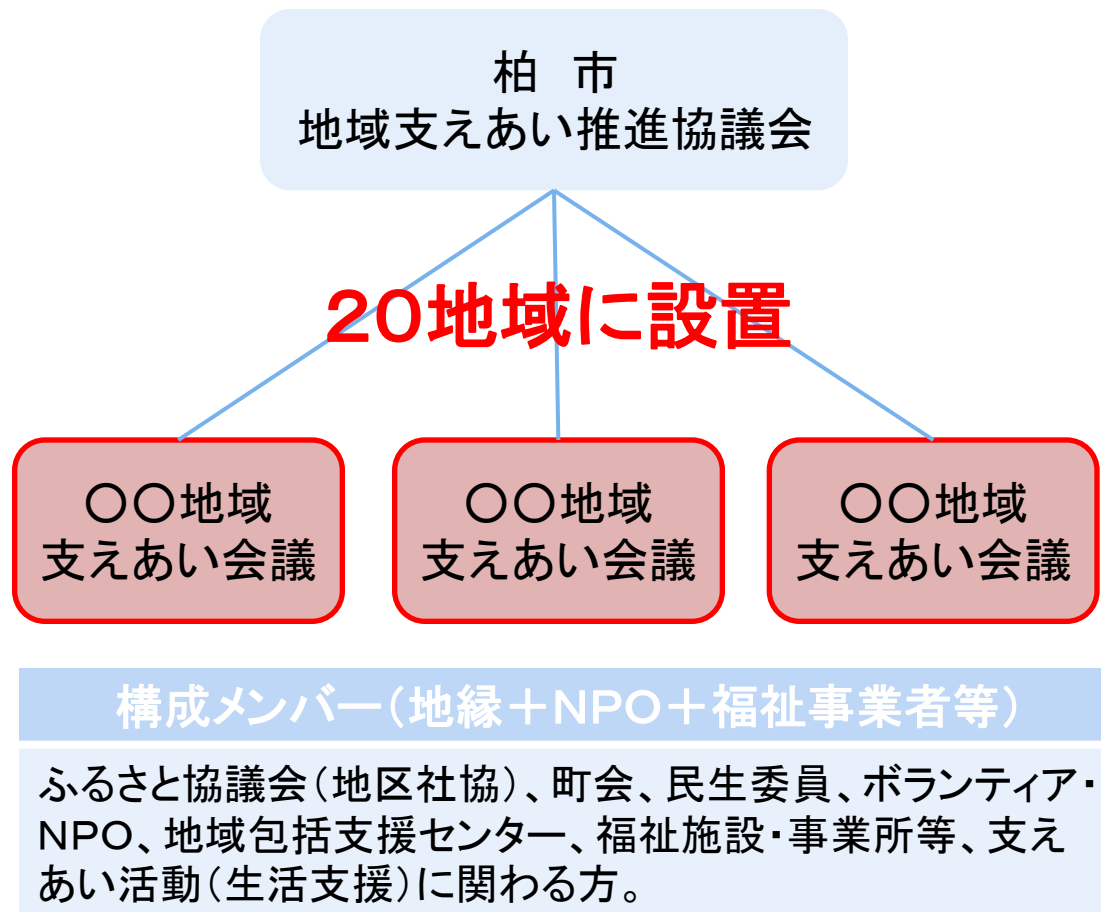 柏　市
地域支えあい推進協議会
２０地域に設置
〇〇地域
支えあい会議
〇〇地域
支えあい会議
〇〇地域
支えあい会議
構成メンバー（地縁＋ＮＰＯ＋福祉事業者等）
ふるさと協議会（地区社協）、町会、民生委員、ボランティア・
ＮＰＯ、地域包括支援センター、福祉施設・事業所等、支え
あい活動（生活支援）に関わる方。